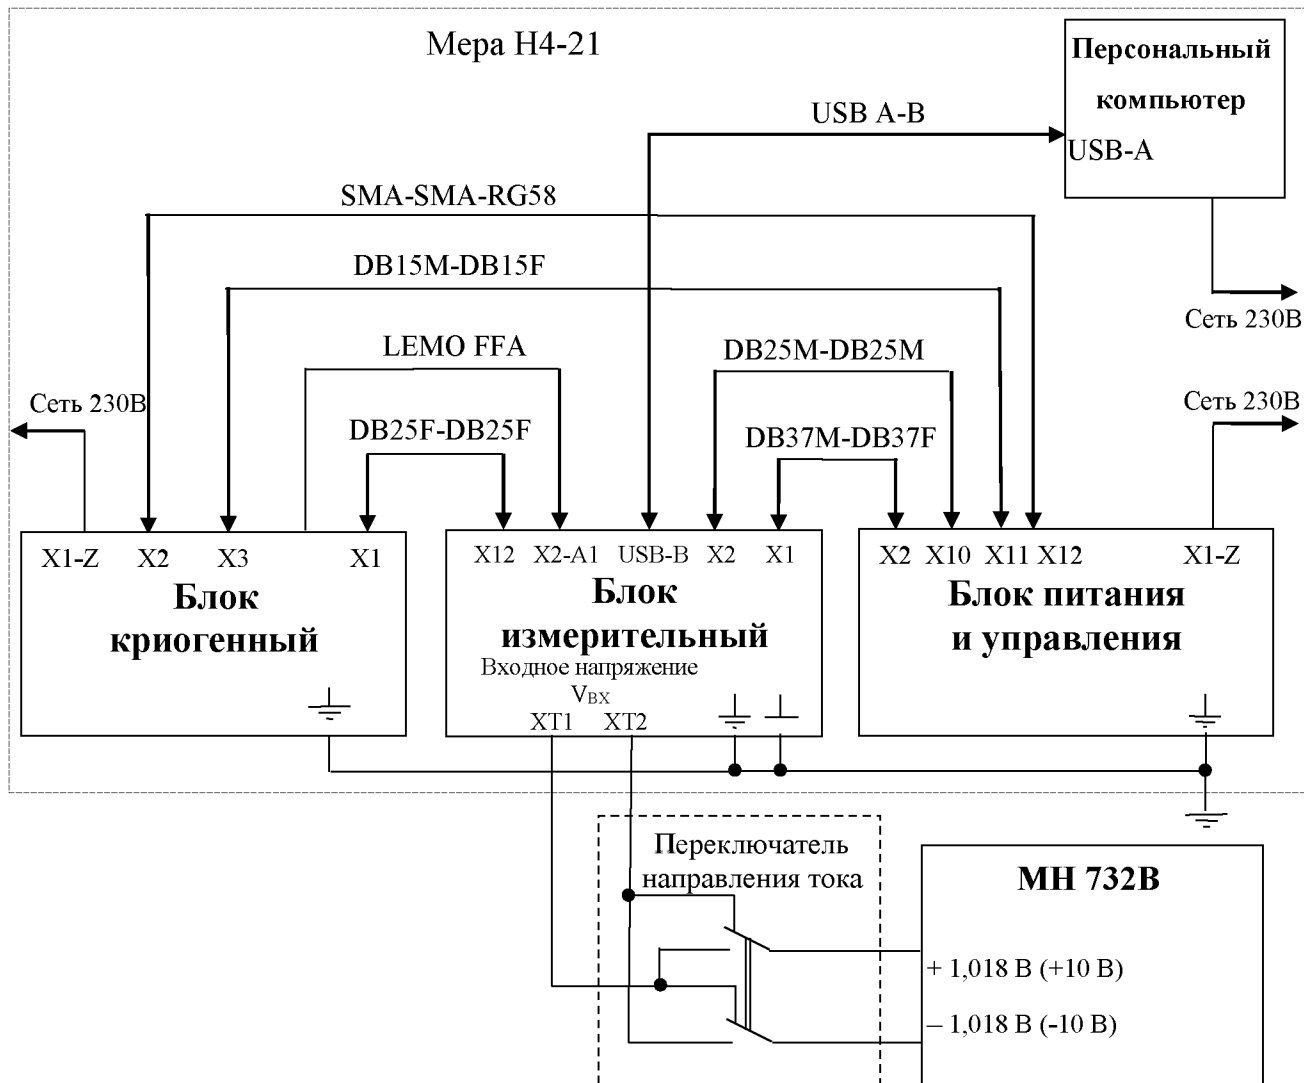 Мера Н4-21
Персональный
компьютер
USB-A
USB A-B
SMA-SMA-RG58
DB15M-DB15F
Сеть 230В
LEMO FFA
DB25M-DB25M
Сеть 230В
Сеть 230В
DB25F-DB25F
DB37M-DB37F
X1-Z X2 X3 X1
Блок
криогенный
X12 X2-A1 USB-B X2 X1
Блок
измерительный
Входное напряжение
VВХ
XT1 XT2
X2 X10 X11 X12 X1-Z
Блок питания
и управления
Переключатель
направления тока
МН 732В
+ 1,018 В (+10 В)
– 1,018 В (-10 В)